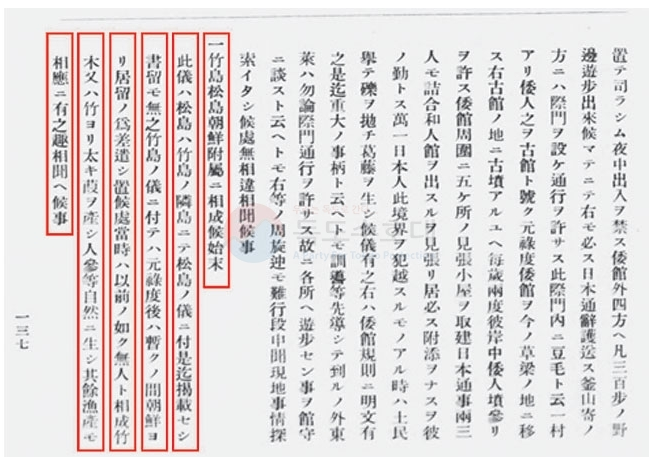 置テ司ラシム夜中出入ヲ禁ス倭館外四方ヘ凡三百歩ノ野
邊遊歩出來候マテニテ右モ必ス日本通辭護送ス釜山寄ノ
方ニハ際門ヲ設ケ通行ヲ許サス此際門内ニ豆毛ト云一村
アリ倭人之ヲ古館ト號ク元祿度倭館ヲ今ノ草梁ノ地ニ移
ス右古館ノ地ニ古墳アルユヘ毎歳兩度彼岸中倭人墳參リ
ヲ許ス倭館周圍ニ五ケ所ノ見張小屋ヲ取建日本通事兩三
人モ詰合和人館ヲ出スルヲ見張リ居必ス附添ヲナスヲ彼
ノ勤トス萬一日本人此境界ヲ犯越スルモノアル時ハ土民
擧テ礫ヲ抛チ葛藤ヲ生シ候儀有之右ハ倭館規則ニ明文有
之是迄重大ノ事柄ト云ヘトモ訓導等先導シテ到ルノ外東
萊ハ勿論際門通行ヲ許サス故ニ各所ヘ遊歩セン事ヲ館守
ニ談スト云ヘトモ右等ノ周旋迚モ難行段申聞現地事情探
索イタシ候處無相違相聞候事
一竹島松島朝鮮附屬ニ相成候始末
此儀ハ松島ハ竹島ノ隣島ニテ松島ノ儀ニ付是迄掲載セシ
書留モ無之竹島ノ儀ニ付テハ元祿度後ハ暫クノ間朝鮮ヨ
リ居留ノ爲差遣シ置候處當時ハ以前ノ如ク無人ト相成竹
木又ハ竹ヨリ太キ葭ヲ産シ人參等自然ニ生シ其餘漁産モ
相應ニ有之趣相聞ヘ候事
一三七